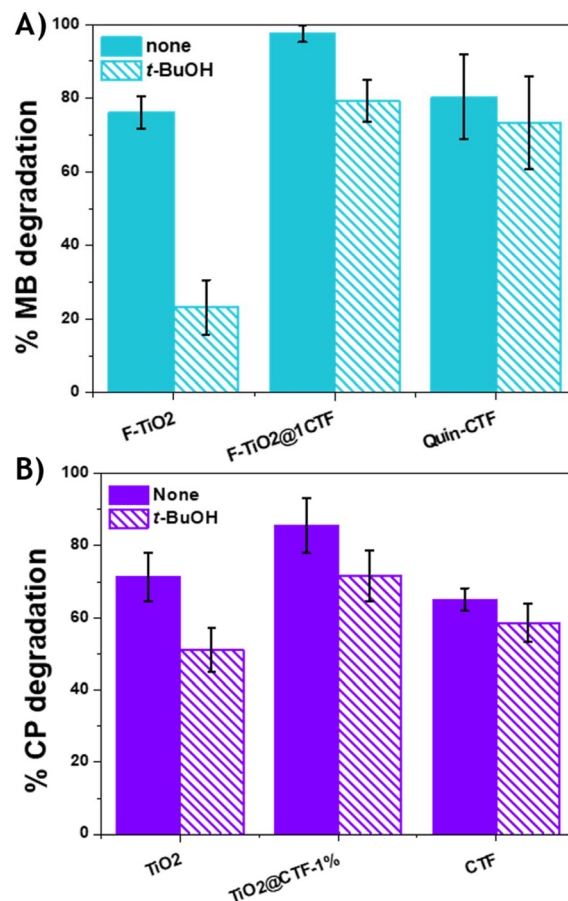 A)
100
80
60
40
20
0
% MB degradation
none
t-BuOH
F-TiO2
F-TiO2@1CTF
Quin-CTF
B)
100
80
60
40
20
0
% CP degradation
None
t-BuOH
TiO2
TiO2@CTF-1%
CTF